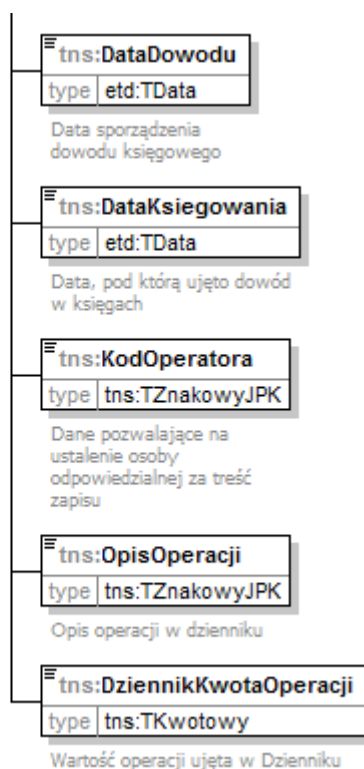 tns:DataDowodu
type etd:TData
Data sporządzenia
dowodu księgowego
tns:DataKsiegowania
type etd:TData
Data, pod którą ujęto dowód
w księgach
tns:KodOperatora
type tns:TZnakowyJPK
Dane pozwalające na
ustalenie osoby
odpowiedzialnej za treść
zapisu
tns:OpisOperacji
type tns:TZnakowyJPK
Opis operacji w dzienniku
tns:DziennikKwotaOperacji
type tns:TKwotowy
Wartość operacji ujęta w Dzienniku